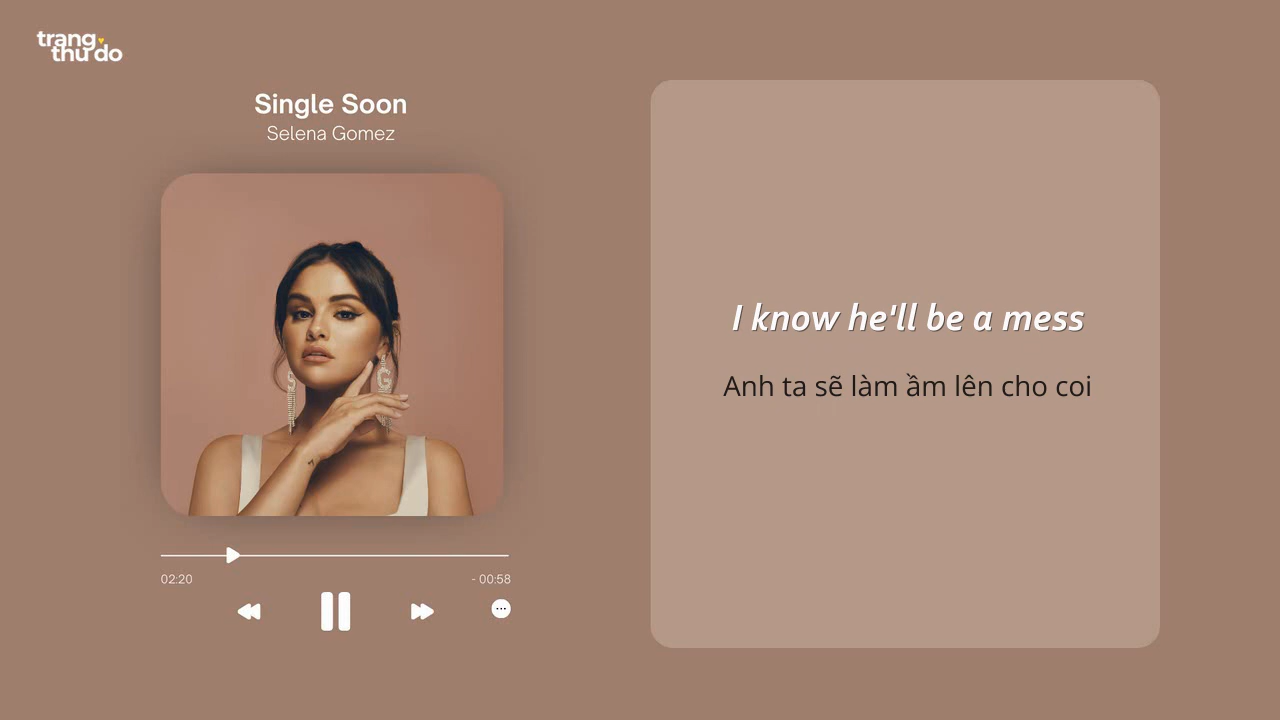 trang
thu do
Single Soon
Selena Gomez
S G
02:20
- 00:58
I know he'll be a mess
Anh ta sẽ làm ầm lên cho coi